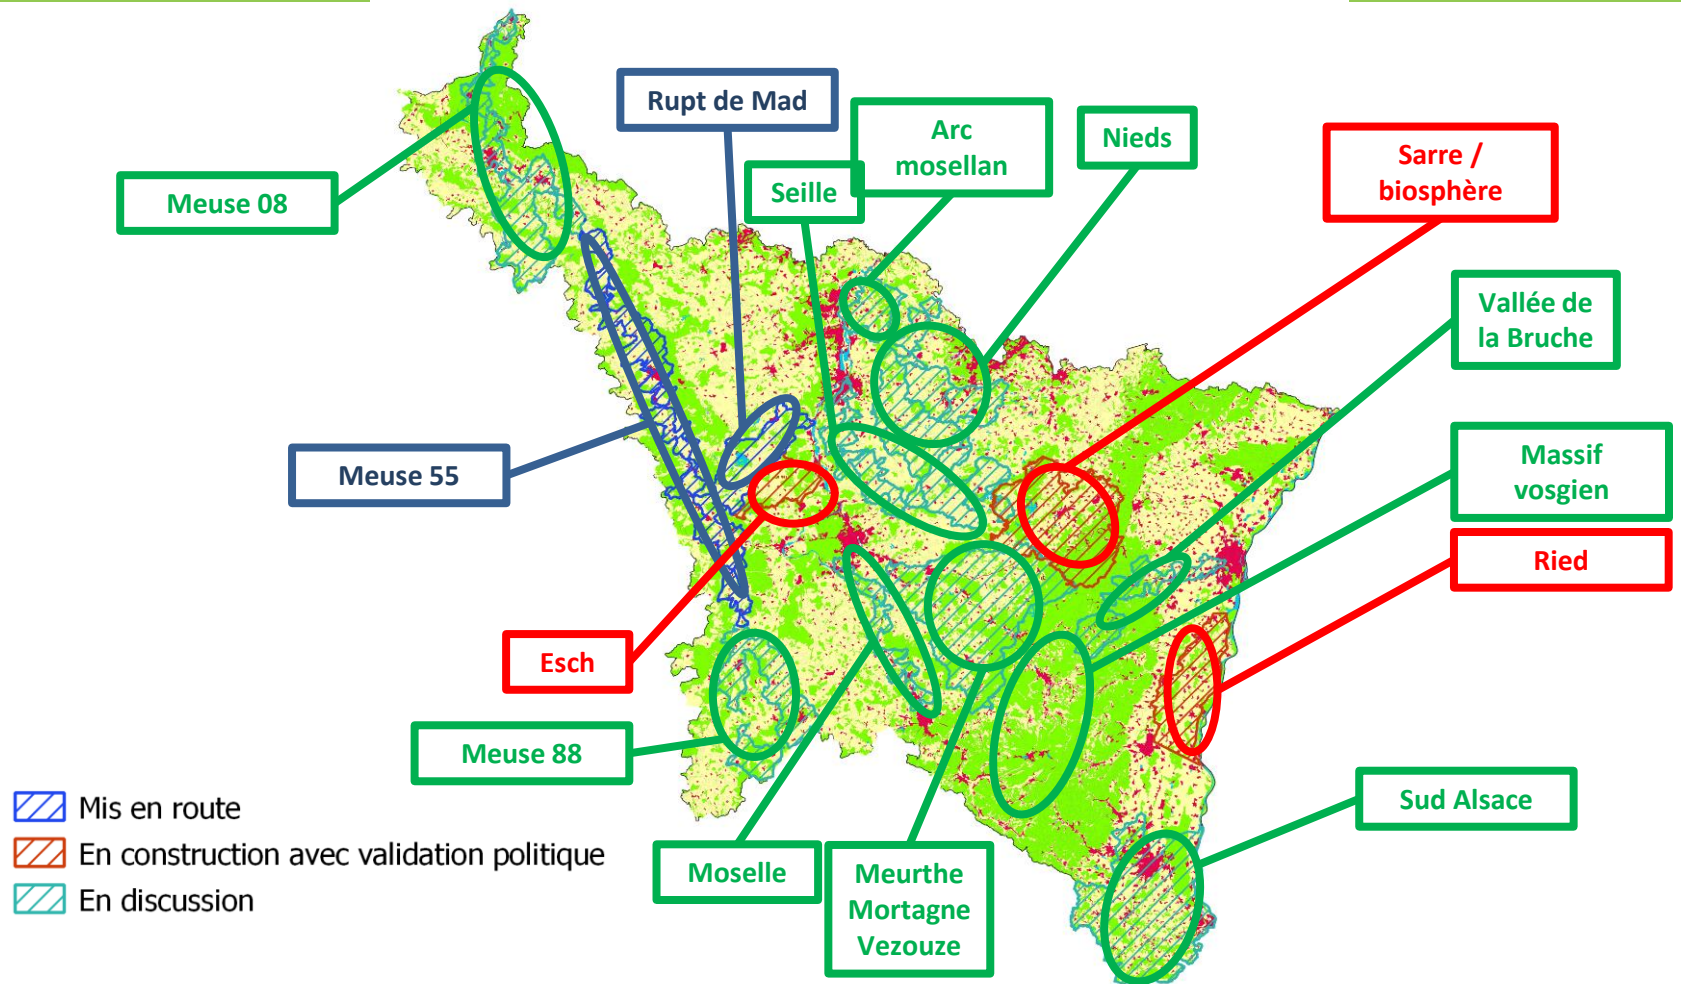 Rupt de Mad
Arc
mosellan
Nieds
Sarre /
biosphère
Seille
Meuse 08
Vallée de
la Bruche
Massif
vosgien
Meuse 55
Ried
Esch
Meuse 88
Sud Alsace
Moselle
Meurthe
Mortagne
Vezouze
Mis en route
En construction avec validation politique
En discussion